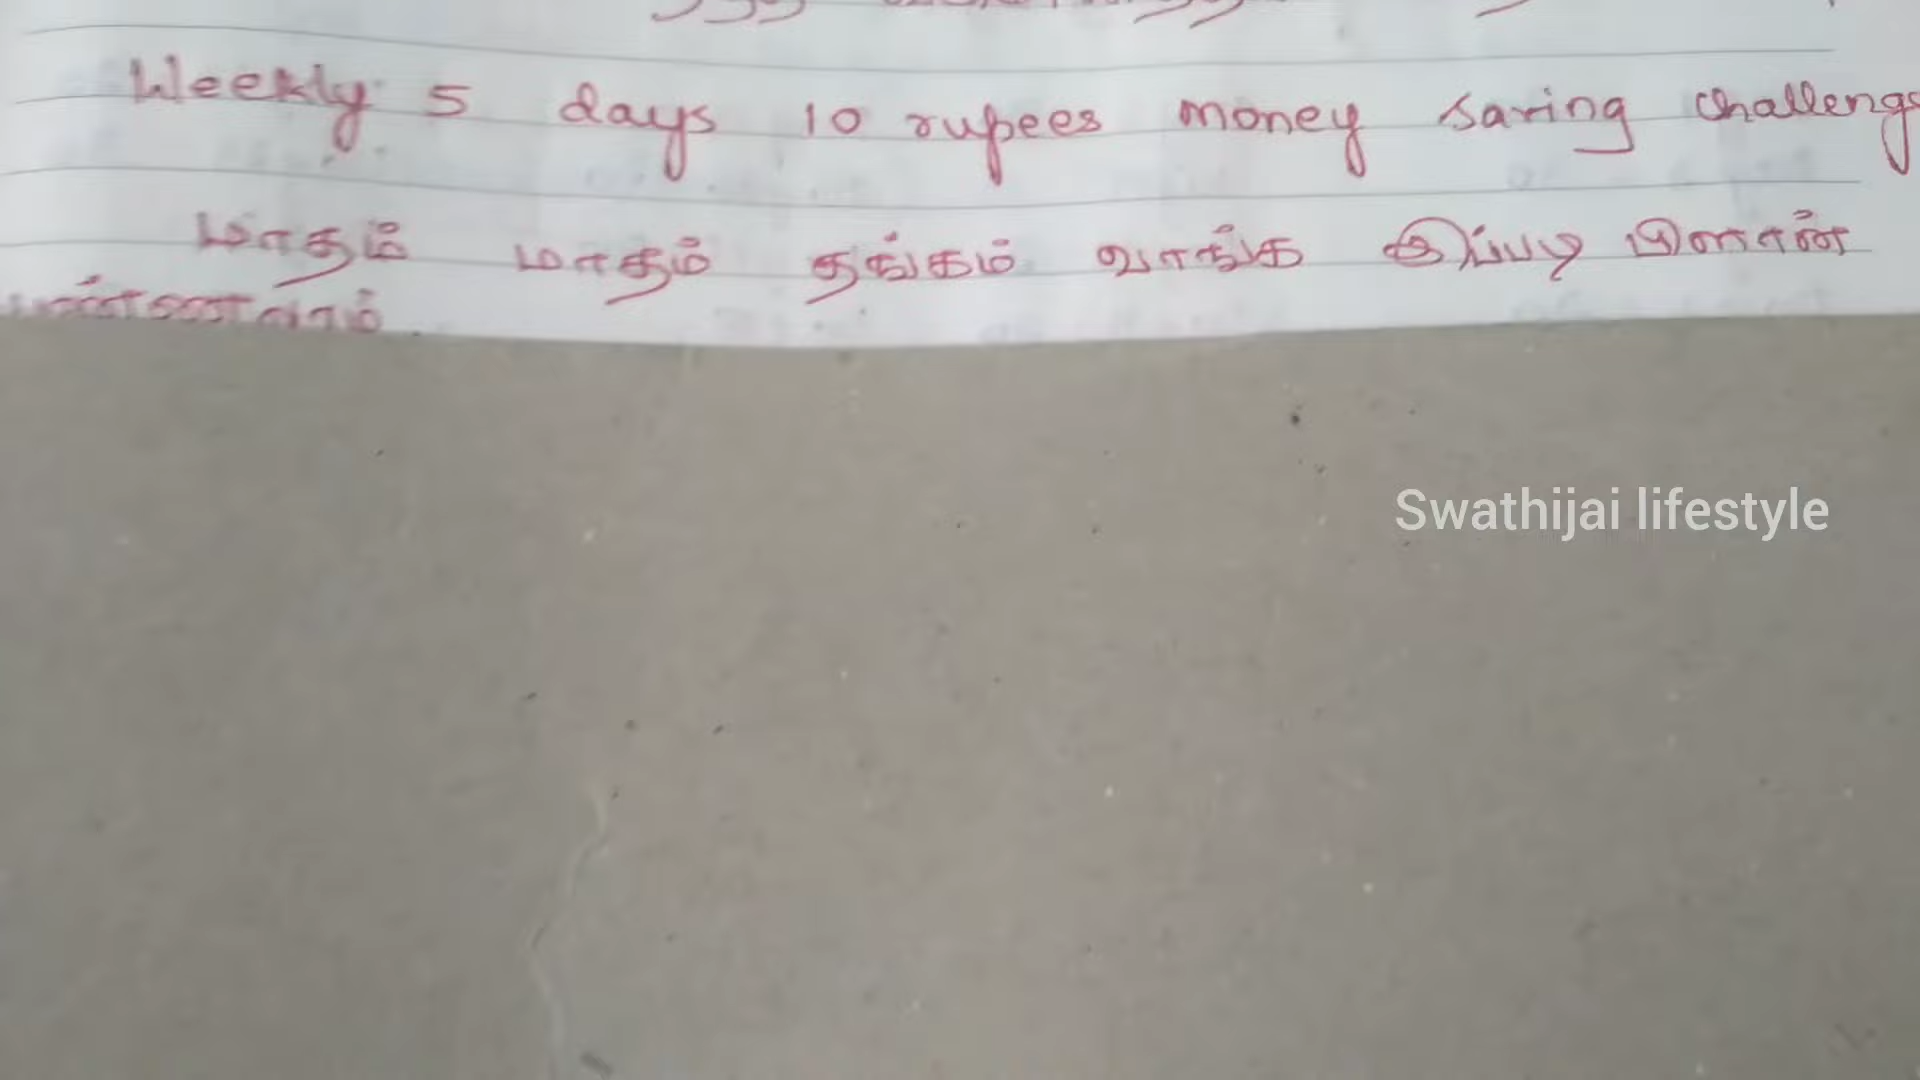 Weekly 5 days 10 rupees money saving challenge
மாதம் மாதம் தங்கம் வாங்க இப்படி பிளான்
பண்ணலாம்
Swathijai lifestyle